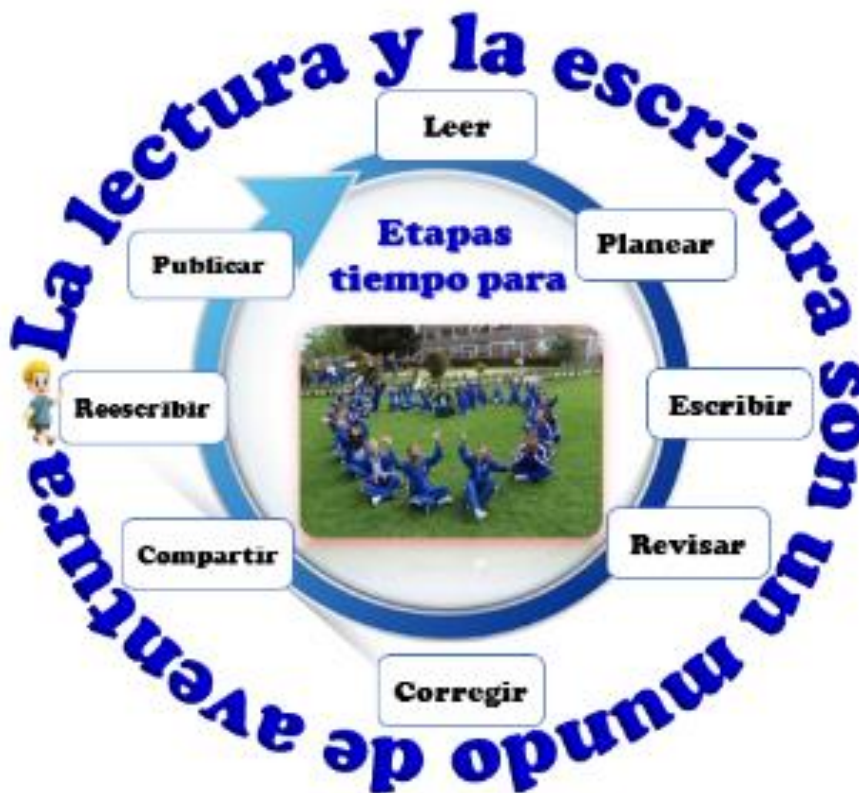 La lectura y la escritura son un mundo de aventura
Etapas
tiempo para
Leer
Planear
Escribir
Revisar
Corregir
Compartir
Reescribir
Publicar